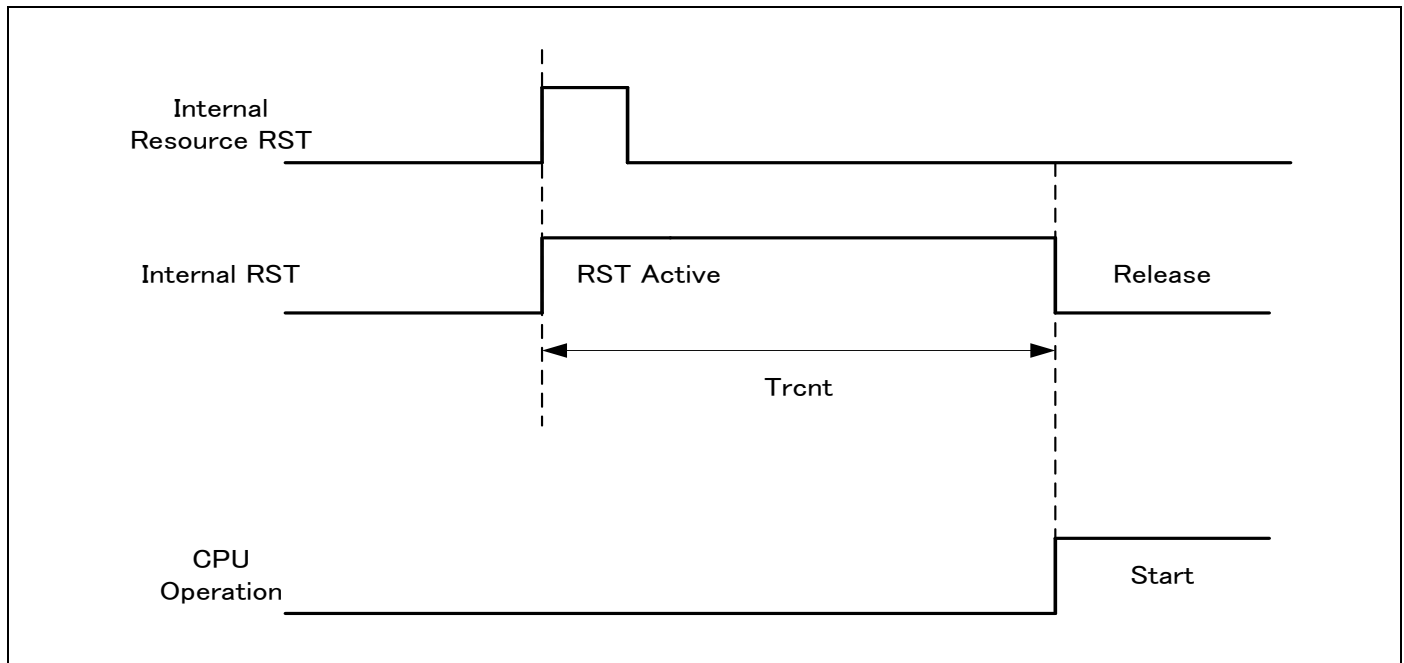 Internal
Resource RST
Internal RST
RST Active
Release
Trcnt
CPU
Operation
Start